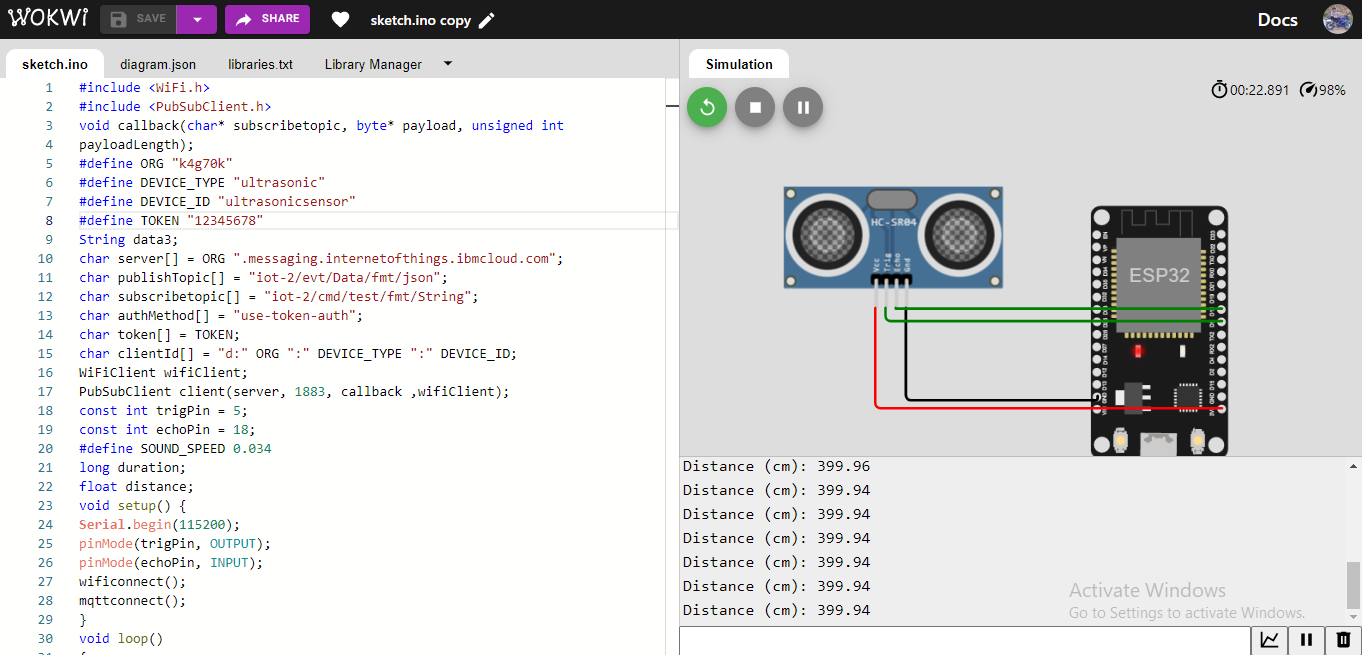 WOKWI
SAVE
SHARE
sketch.ino copy
Docs
sketch.ino
diagram.json
libraries.txt
Library Manager
Simulation
1 #include <WiFi.h>
2 #include <PubSubClient.h>
3 void callback(char* subscribetopic, byte* payload, unsigned int
4 payloadLength);
5 #define ORG "k4g70k"
6 #define DEVICE_TYPE "ultrasonic"
7 #define DEVICE_ID "ultrasonicsensor"
8 #define TOKEN "12345678"
9 String data3;
10 char server[] = ORG ".messaging.internetofthings.ibmcloud.com";
11 char publishTopic[] = "iot-2/evt/Data/fmt/json";
12 char subscribetopic[] = "iot-2/cmd/test/fmt/String";
13 char authMethod[] = "use-token-auth";
14 char token[] = TOKEN;
15 char clientId[] = "d:" ORG ":" DEVICE_TYPE ":" DEVICE_ID;
16 WiFiClient wifiClient;
17 PubSubClient client(server, 1883, callback ,wifiClient);
18 const int trigPin = 5;
19 const int echoPin = 18;
20 #define SOUND_SPEED 0.034
21 long duration;
22 float distance;
23 void setup() {
24 Serial.begin(115200);
25 pinMode(trigPin, OUTPUT);
26 pinMode(echoPin, INPUT);
27 wificonnect();
28 mqttconnect();
29 }
30 void loop()
00:22.891
98%
HC-SR04
Vcc
Trig
Echo
Gnd
ESP32
Distance (cm): 399.96
Distance (cm): 399.94
Distance (cm): 399.94
Distance (cm): 399.94
Distance (cm): 399.94
Distance (cm): 399.94
Distance (cm): 399.94
Activate Windows
Go to Settings to activate Windows.